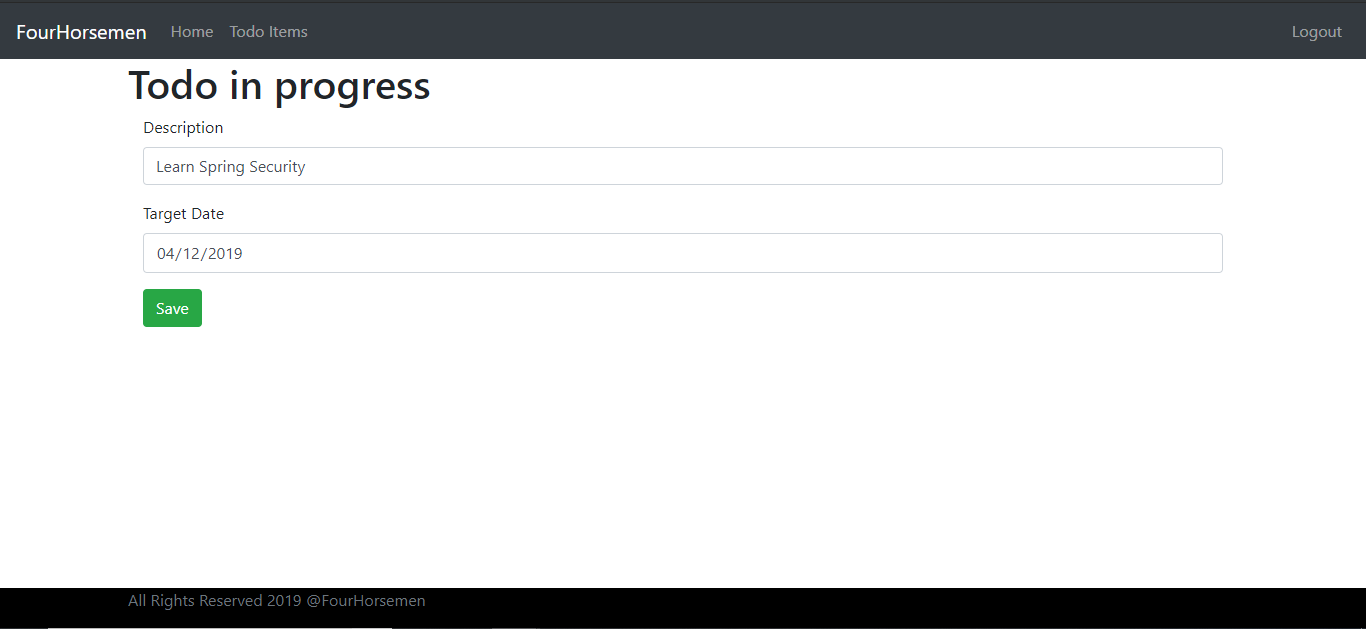 FourHorsemen Home Todo Items Logout
Todo in progress
Description
Learn Spring Security
Target Date
04/12/2019
Save
All Rights Reserved 2019 @FourHorsemen